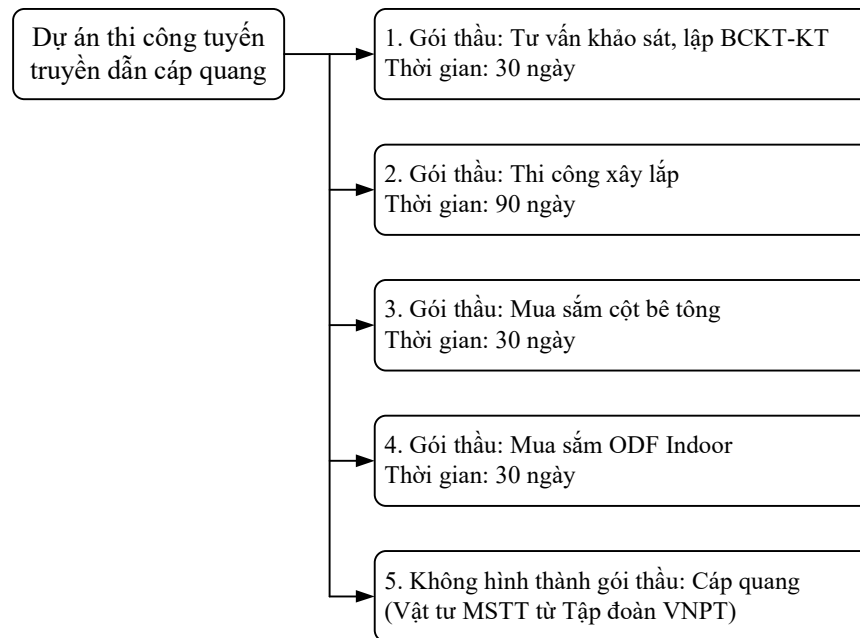 Dự án thi công tuyến
truyền dẫn cáp quang
1. Gói thầu: Tư vấn khảo sát, lập BCKT-KT
Thời gian: 30 ngày
2. Gói thầu: Thi công xây lắp
Thời gian: 90 ngày
3. Gói thầu: Mua sắm cột bê tông
Thời gian: 30 ngày
4. Gói thầu: Mua sắm ODF Indoor
Thời gian: 30 ngày
5. Không hình thành gói thầu: Cáp quang
(Vật tư MSTT từ Tập đoàn VNPT)